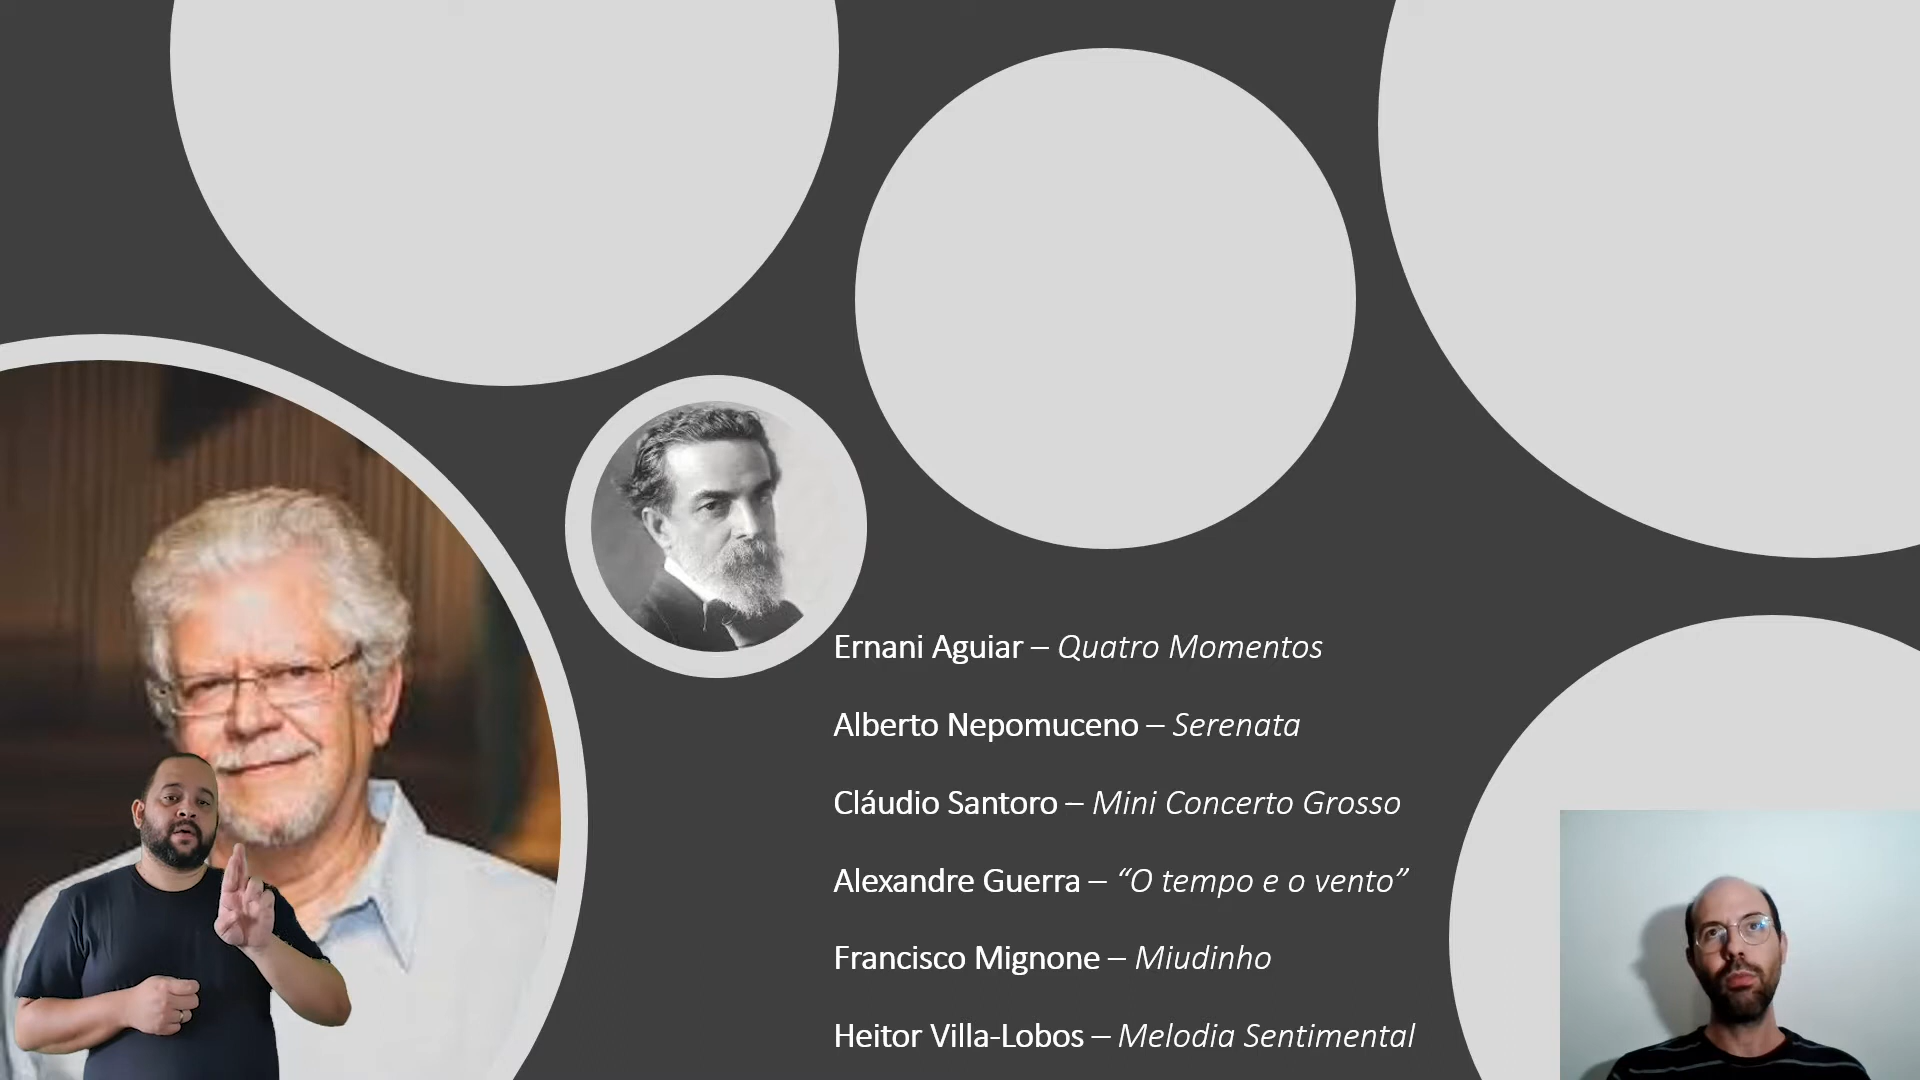 Ernani Aguiar – Quatro Momentos
Alberto Nepomuceno – Serenata
Cláudio Santoro – Mini Concerto Grosso
Alexandre Guerra – “O tempo e o vento”
Francisco Mignone – Miudinho
Heitor Villa-Lobos – Melodia Sentimental